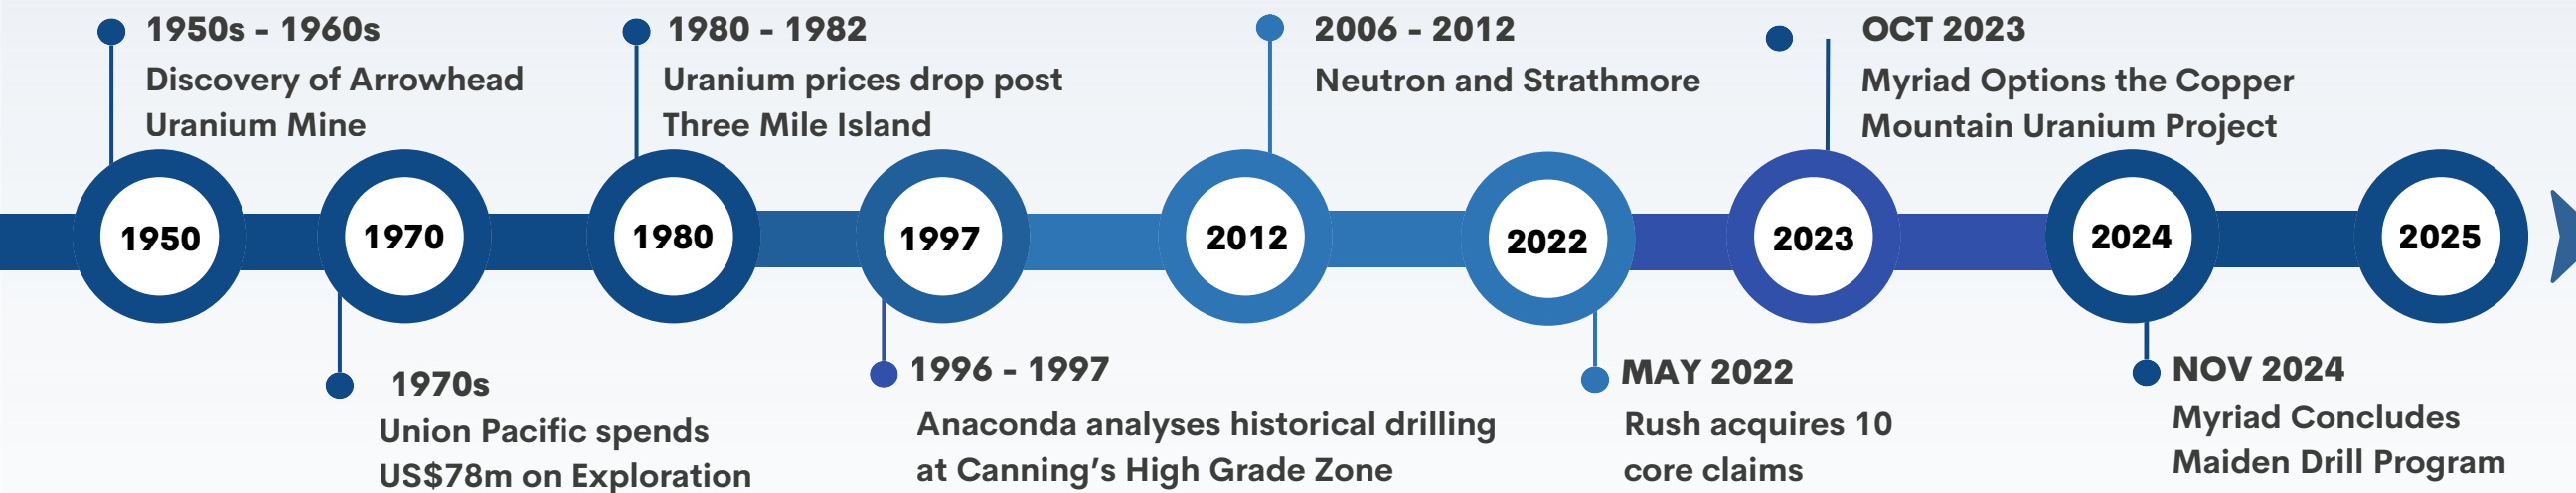 1950s - 1960s
Discovery of Arrowhead
Uranium Mine
1980 - 1982
Uranium prices drop post
Three Mile Island
2006 - 2012
Neutron and Strathmore
OCT 2023
Myriad Options the Copper
Mountain Uranium Project
1950
1970
1980
1997
2012
2022
2023
2024
2025
1970s
Union Pacific spends
US$78m on Exploration
1996 - 1997
Anaconda analyses historical drilling
at Canning’s High Grade Zone
MAY 2022
Rush acquires 10
core claims
NOV 2024
Myriad Concludes
Maiden Drill Program